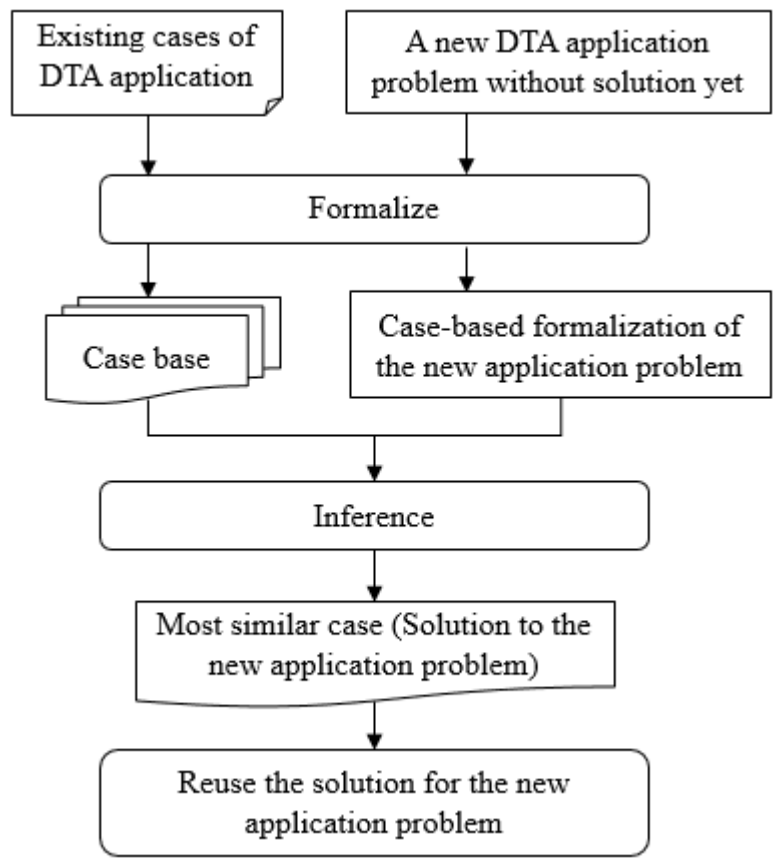 Existing cases of
DTA application
A new DTA application
problem without solution yet
Formalize
Case base
Case-based formalization of
the new application problem
Inference
Most similar case (Solution to the
new application problem)
Reuse the solution for the new
application problem